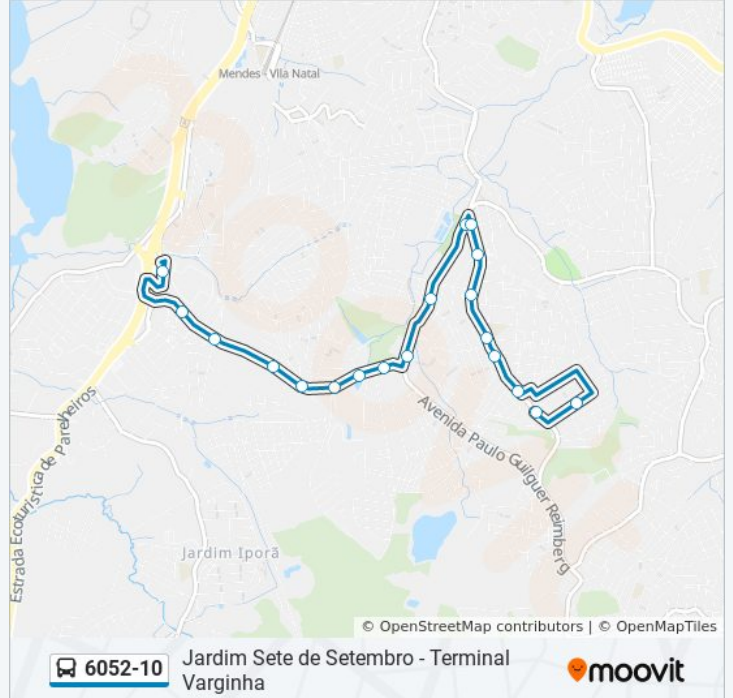 Mendes - Vila Natal
Avenida Paulo Guilguer Reimberg
Estrada Ecoturística de Parelheiros
Jardim Iporã
© OpenStreetMap contributors | © OpenMapTiles
6052-10
Jardim Sete de Setembro - Terminal
Varginha
moovit